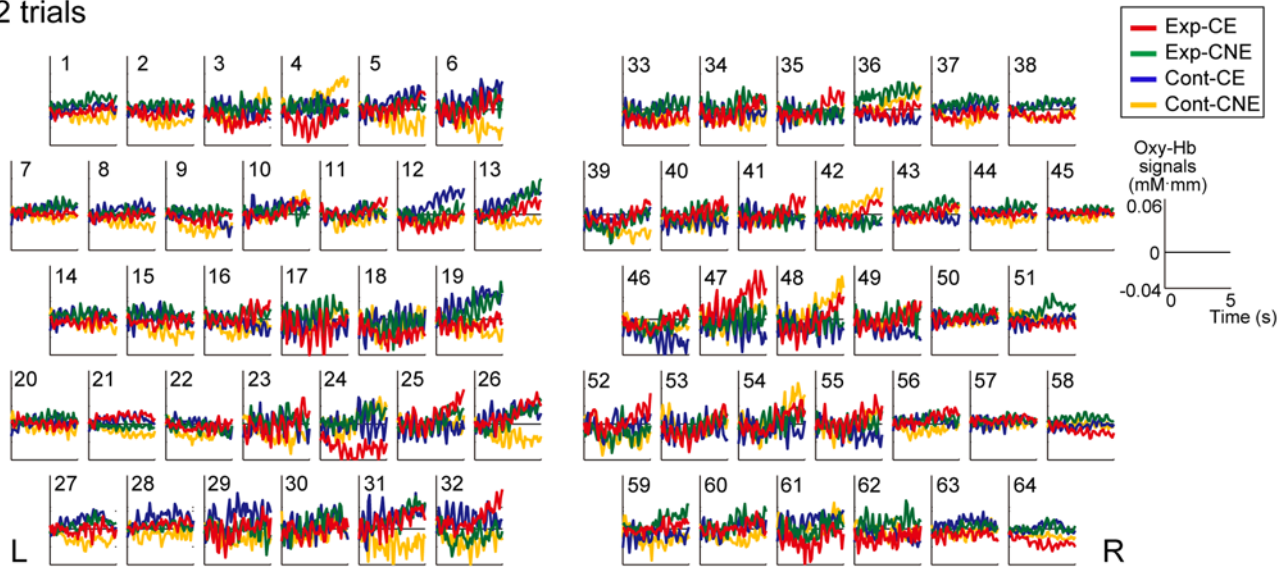 2 trials
Exp-CE
Exp-CNE
Cont-CE
Cont-CNE
1 2 3 4 5 6
33 34 35 36 37 38
7 8 9 10 11 12 13
39 40 41 42 43 44 45
14 15 16 17 18 19
46 47 48 49 50 51
20 21 22 23 24 25 26
52 53 54 55 56 57 58
27 28 29 30 31 32
59 60 61 62 63 64
L
R
Oxy-Hb
signals
(mM·mm)
0.06
0
-0.04
0 5
Time (s)